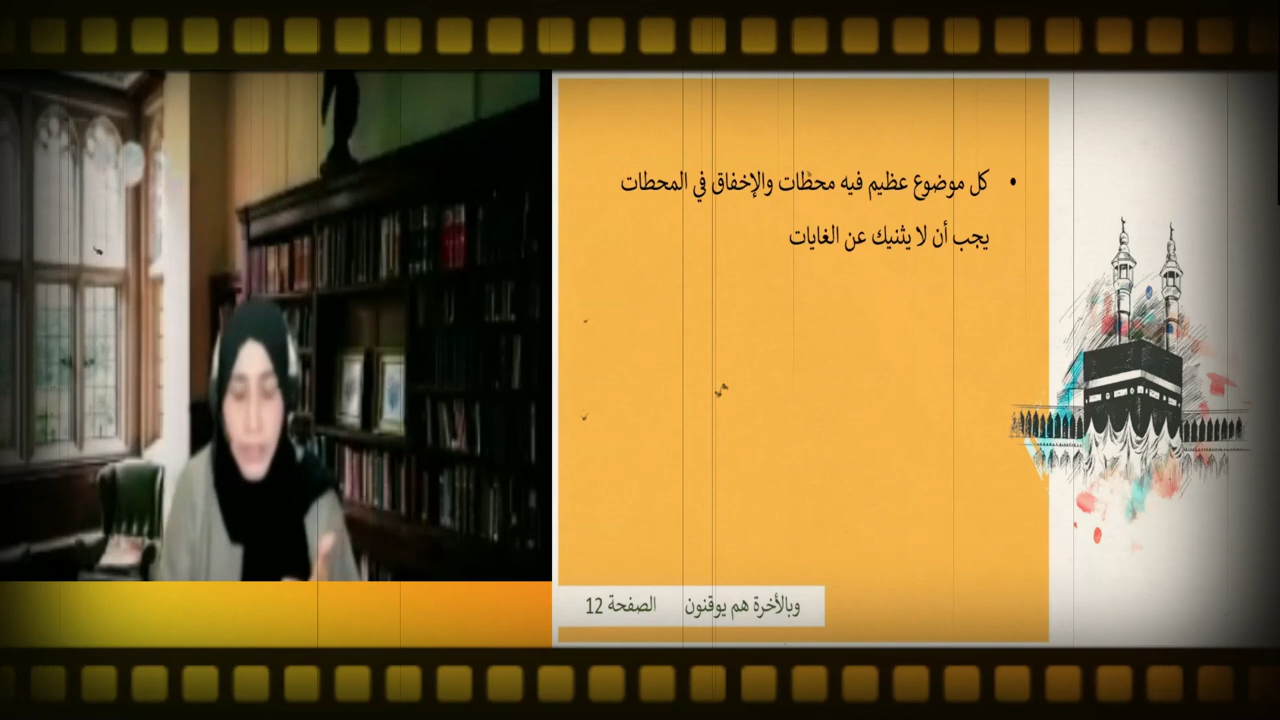 • كل موضوع عظيم فيه محطات والإخفاق في المحطات
يجب أن لا يثنيك عن الغايات
وبالأخرة هم يوقنون الصفحة 12